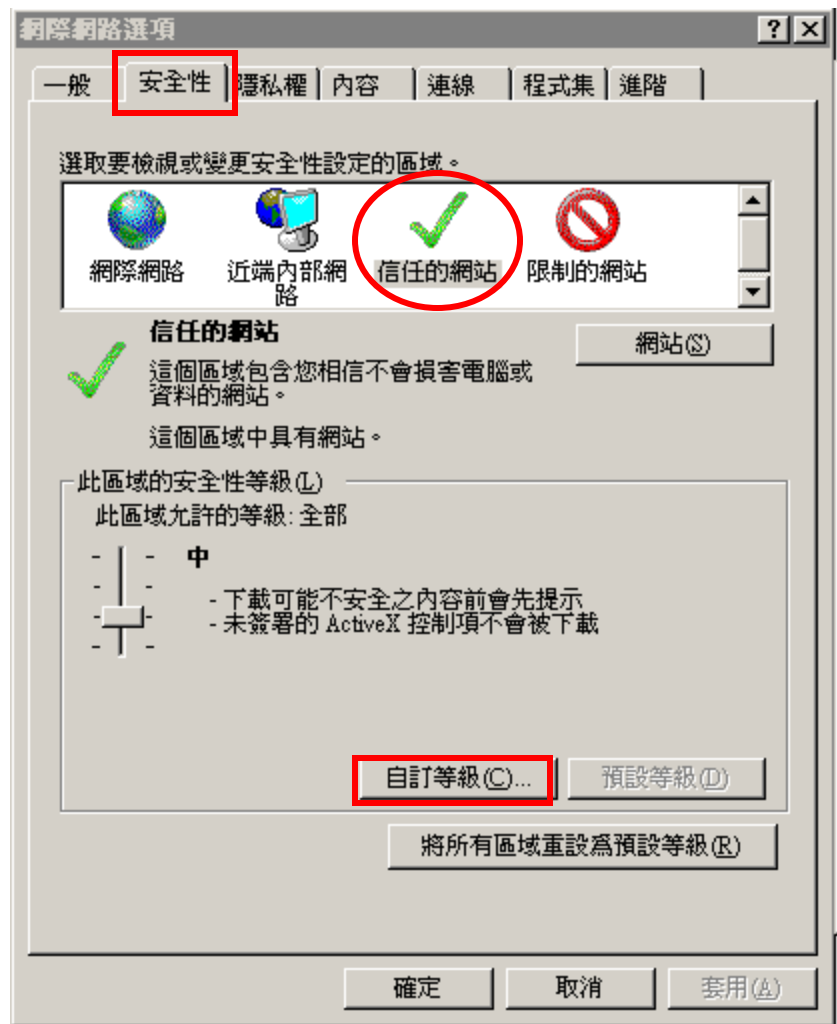 網際網路選項
一般 安全性 隱私權 內容 連線 程式集 進階
選取要檢視或變更安全性設定的區域。
網際網路 近端內部網路 信任的網站 限制的網站
信任的網站
網站(S)
這個區域包含您相信不會損害電腦或
資料的網站。
這個區域中具有網站。
此區域的安全性等級(L)
此區域允許的等級: 全部
中
- 下載可能不安全之內容前會先提示
- 未簽署的 ActiveX 控制項不會被下載
自訂等級(C)... 預設等級(D)
將所有區域重設為預設等級(R)
確定 取消 套用(A)